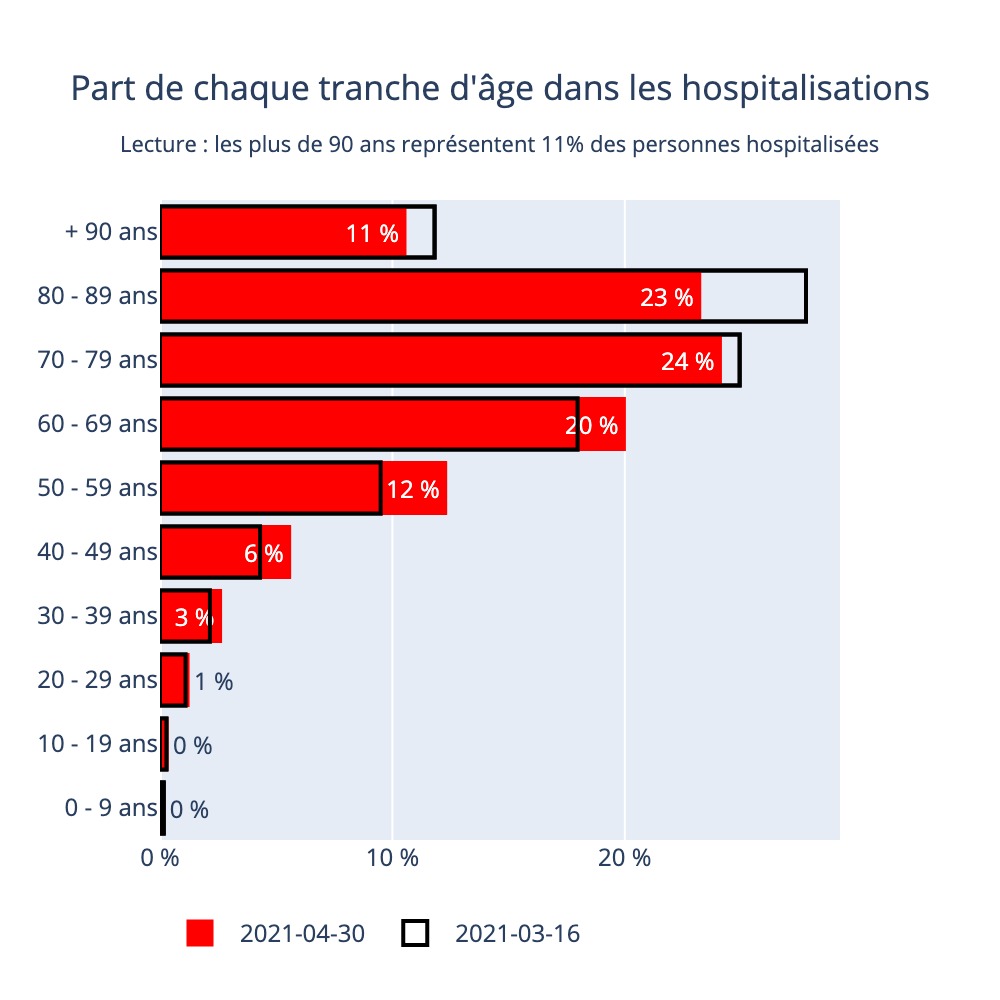 Part de chaque tranche d'âge dans les hospitalisations
Lecture : les plus de 90 ans représentent 11% des personnes hospitalisées
+ 90 ans 11 %
80 - 89 ans 23 %
70 - 79 ans 24 %
60 - 69 ans 20 %
50 - 59 ans 12 %
40 - 49 ans 6 %
30 - 39 ans 3 %
20 - 29 ans 1 %
10 - 19 ans 0 %
0 - 9 ans 0 %
0 % 10 % 20 %
2021-04-30 2021-03-16